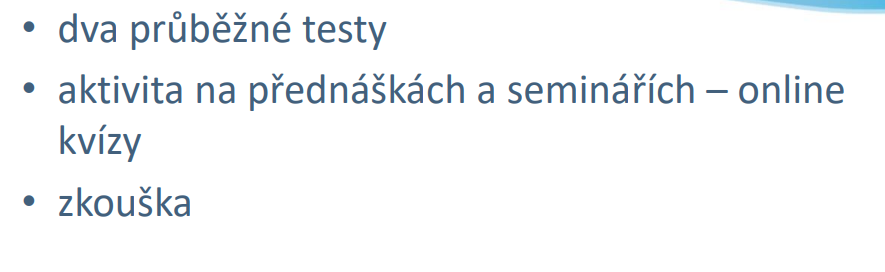 • dva průběžné testy
• aktivita na přednáškách a seminářích – online
kvízy
• zkouška